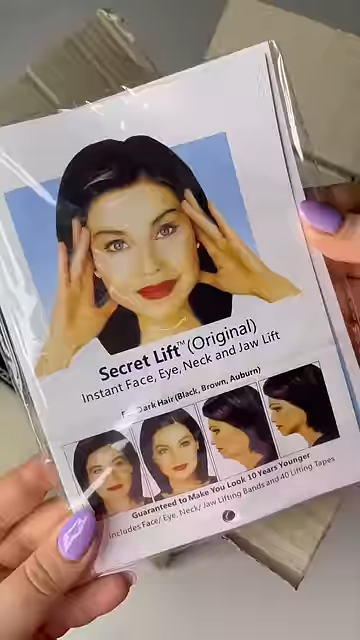 Secret Lift™ (Original)
Instant Face, Eye, Neck and Jaw Lift
Dark Hair (Black, Brown, Auburn)
Guaranteed to Make You Look 10 Years Younger
Includes Face/ Eye, Neck/ Jaw Lifting Bands and 40 Lifting Tapes